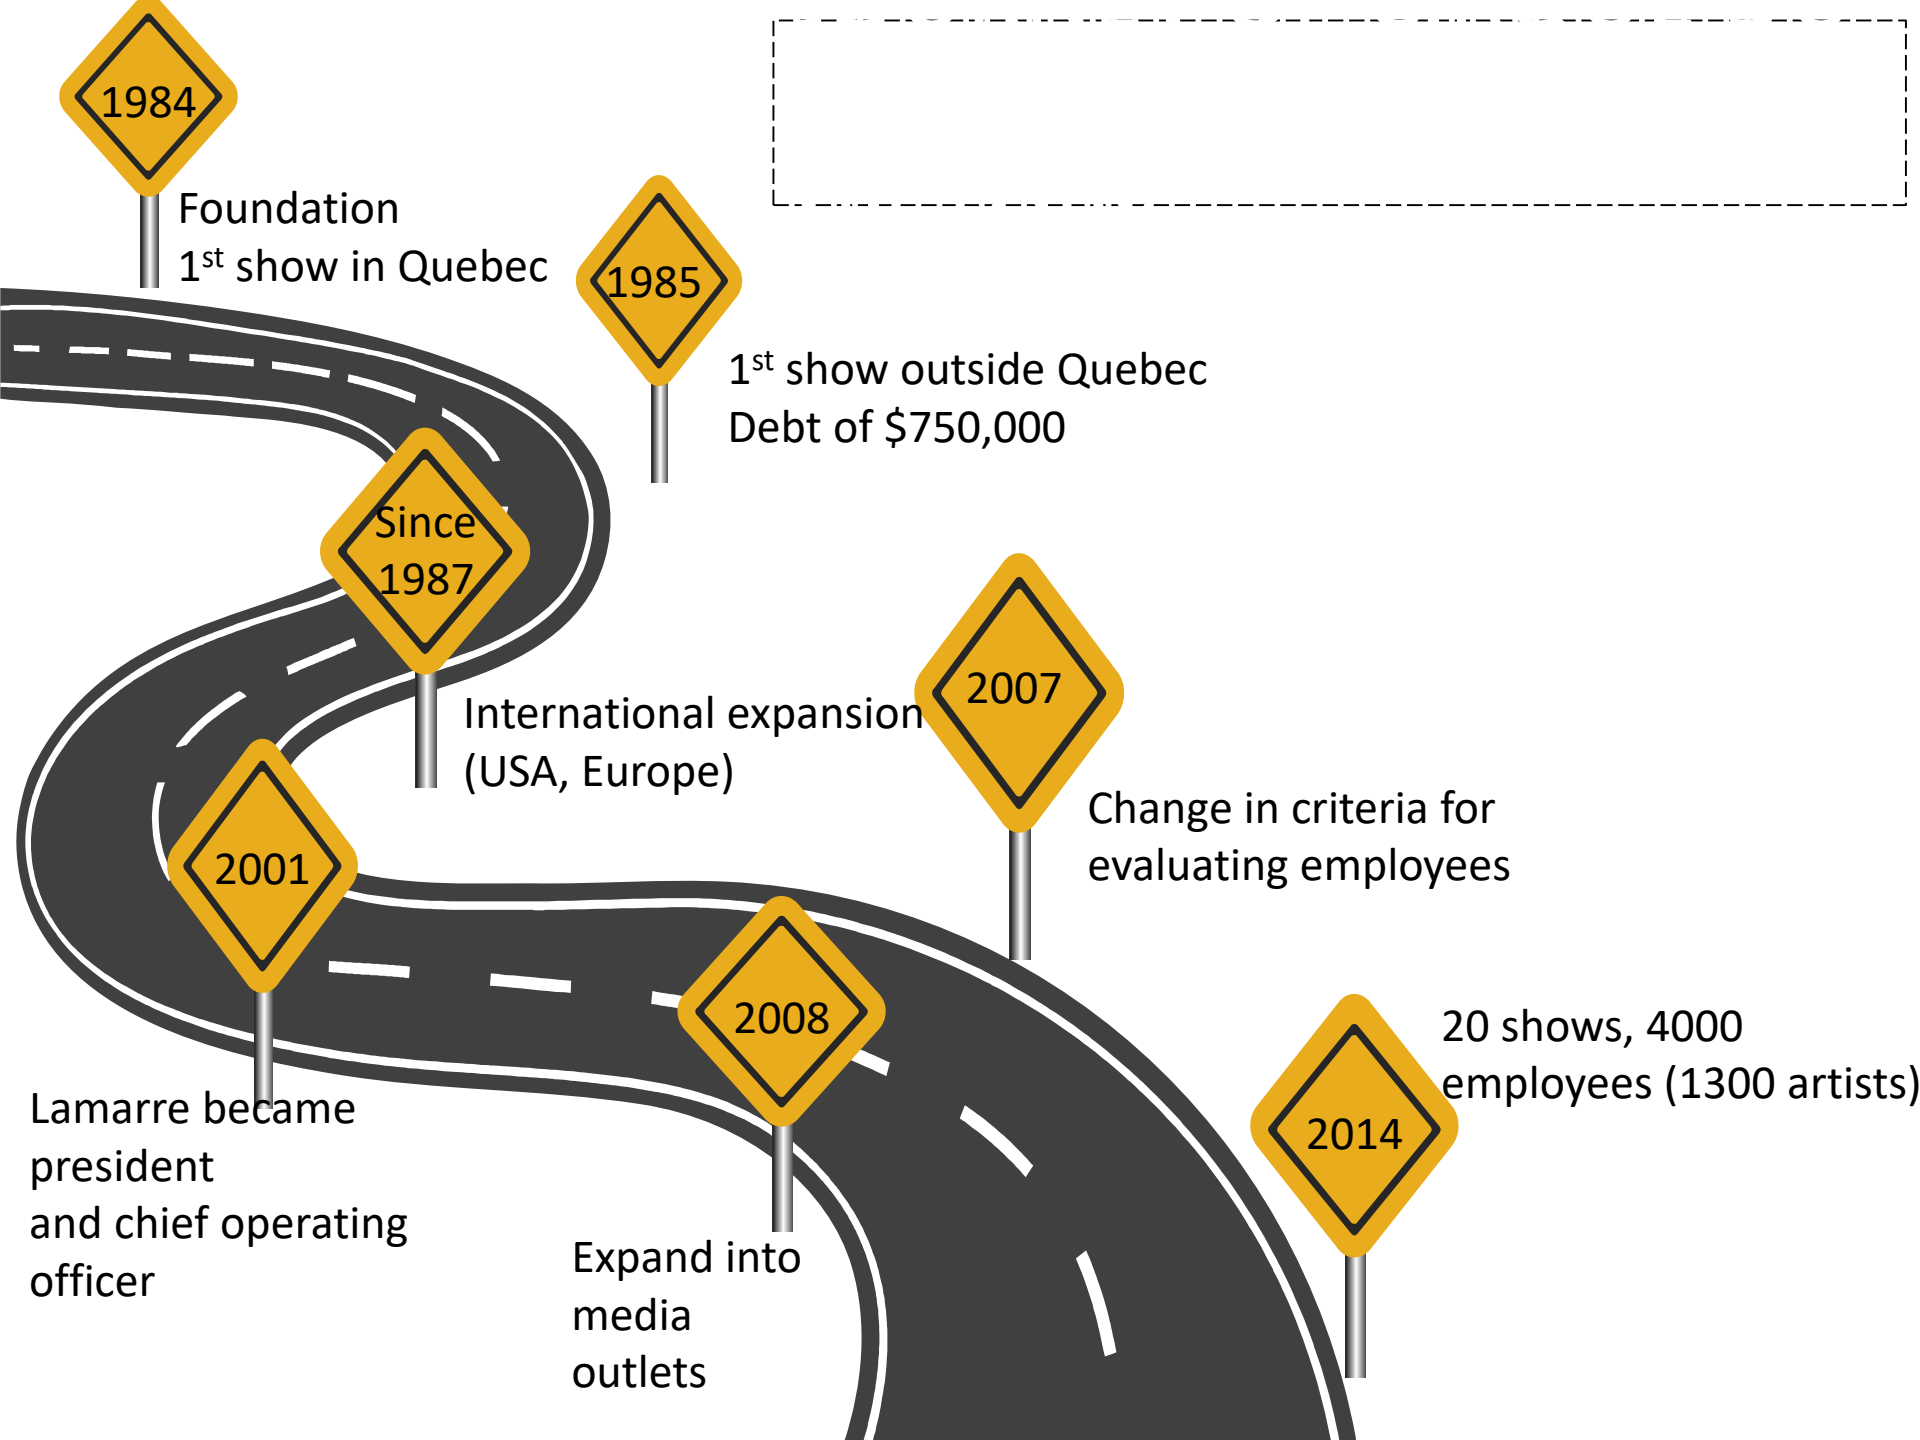 1984
Foundation
1st show in Quebec
1985
1st show outside Quebec
Debt of $750,000
Since
1987
International expansion
(USA, Europe)
2001
Lamarre became
president
and chief operating
officer
2007
Change in criteria for
evaluating employees
2008
Expand into
media
outlets
2014
20 shows, 4000
employees (1300 artists)